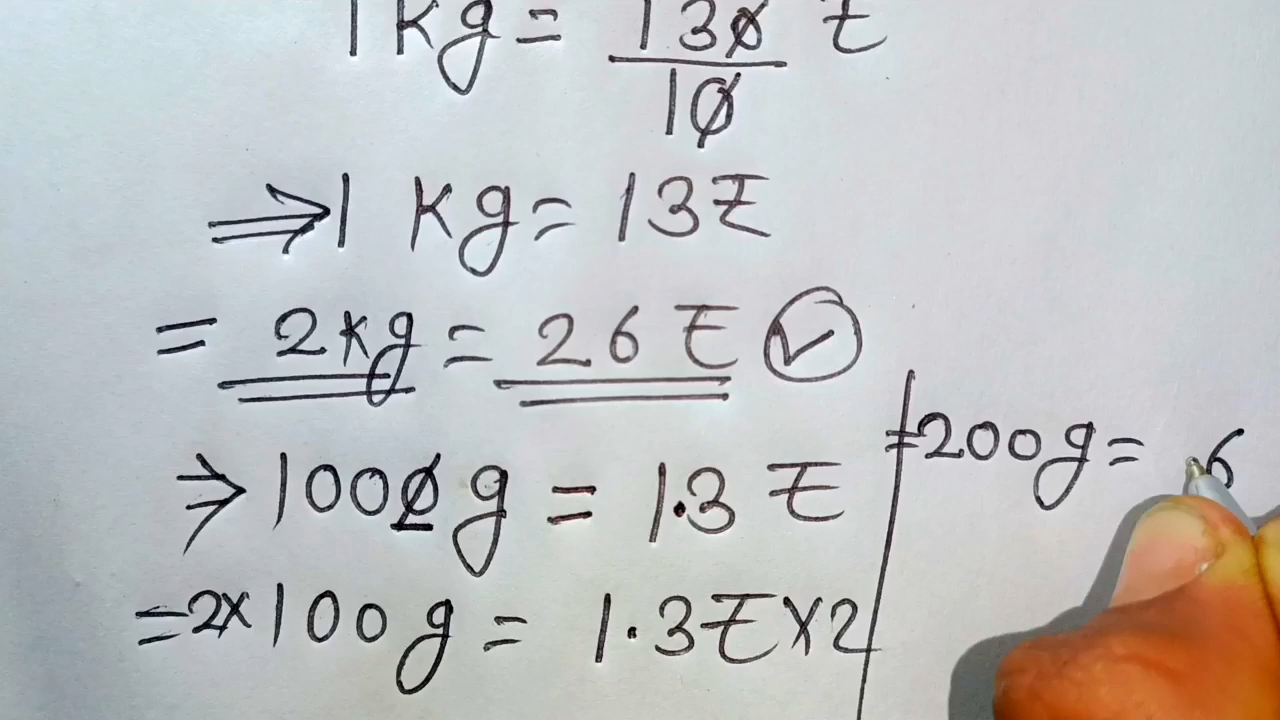 1 Kg = 130/10 ₹
⇒ 1 Kg = 13 ₹
= 2 kg = 26 ₹ ✓
→ 1000 g = 1.3 ₹
= 2 × 100 g = 1.3 ₹ × 2
= 200 g = .6